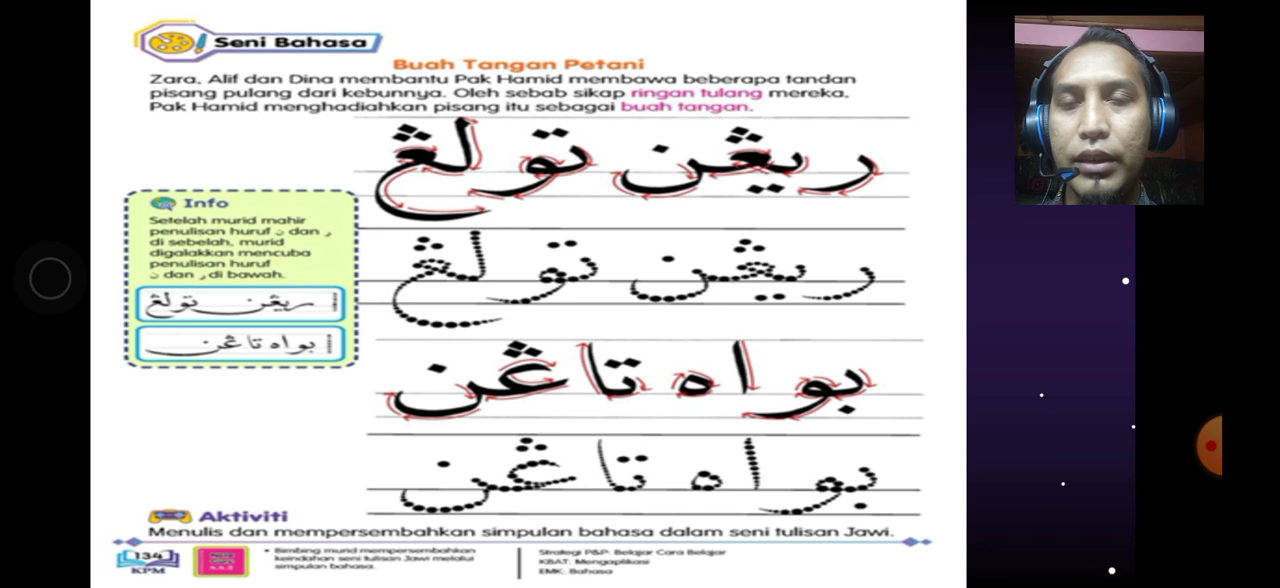 Seni Bahasa
Buah Tangan Petani
Zara, Alif dan Dina membantu Pak Hamid membawa beberapa tandan
pisang pulang dari kebunnya. Oleh sebab sikap ringan tulang mereka,
Pak Hamid menghadiahkan pisang itu sebagai buah tangan.
ريڠن تولڠ
ريڠن تولڠ
بواه تاڠن
بواه تاڠن
Info
Setelah murid mahir
penulisan huruf ن dan ر
di sebelah, murid
digalakkan mencuba
penulisan huruf
ن dan ر di bawah.
ريڠن تولڠ
بواه تاڠن
Aktiviti
Menulis dan mempersembahkan simpulan bahasa dalam seni tulisan Jawi.
134
KPM
• Bimbing murid mempersembahkan
keindahan seni tulisan Jawi melalui
simpulan bahasa.
Strategi P&P: Belajar Cara Belajar
KBAT: Mengaplikasi
EMK: Bahasa